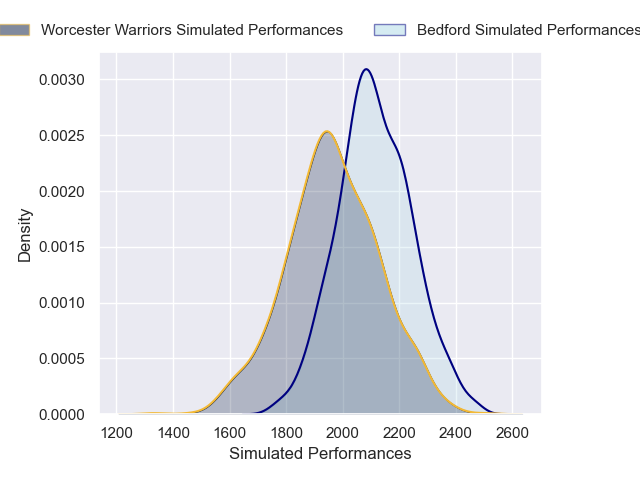 Worcester Warriors Simulated Performances Bedford Simulated Performances
0.0030
0.0025
0.0020
0.0015
0.0010
0.0005
0.0000
Density
1200 1400 1600 1800 2000 2200 2400 2600
Simulated Performances